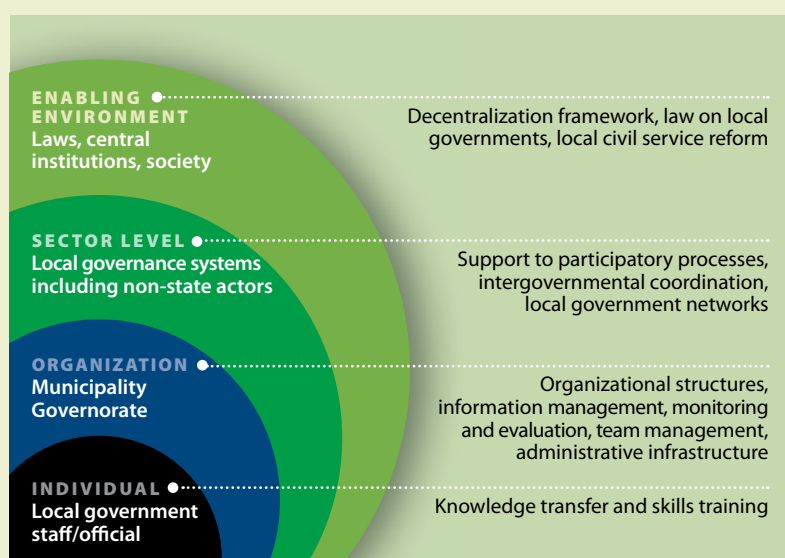 ENABLING
ENVIRONMENT
Laws, central
institutions, society
Decentralization framework, law on local
governments, local civil service reform
SECTOR LEVEL
Local governance systems
including non-state actors
Support to participatory processes,
intergovernmental coordination,
local government networks
ORGANIZATION
Municipality
Governorate
Organizational structures,
information management, monitoring
and evaluation, team management,
administrative infrastructure
INDIVIDUAL
Local government
staff/official
Knowledge transfer and skills training